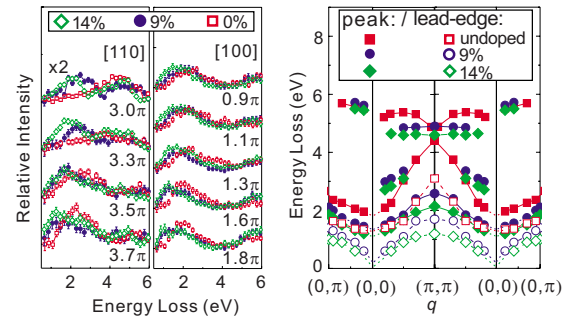 14% 9% 0%
[110] [100]
x2
3.0π 0.9π
3.3π 1.1π
3.5π 1.3π
3.7π 1.6π
1.8π
Relative Intensity
0 2 4 6 2 4 6
Energy Loss (eV)
peak: / lead-edge:
undoped
9%
14%
8
6
4
2
0
Energy Loss (eV)
(0,π) (0,0) (π,π) (0,0) (0,π)
q